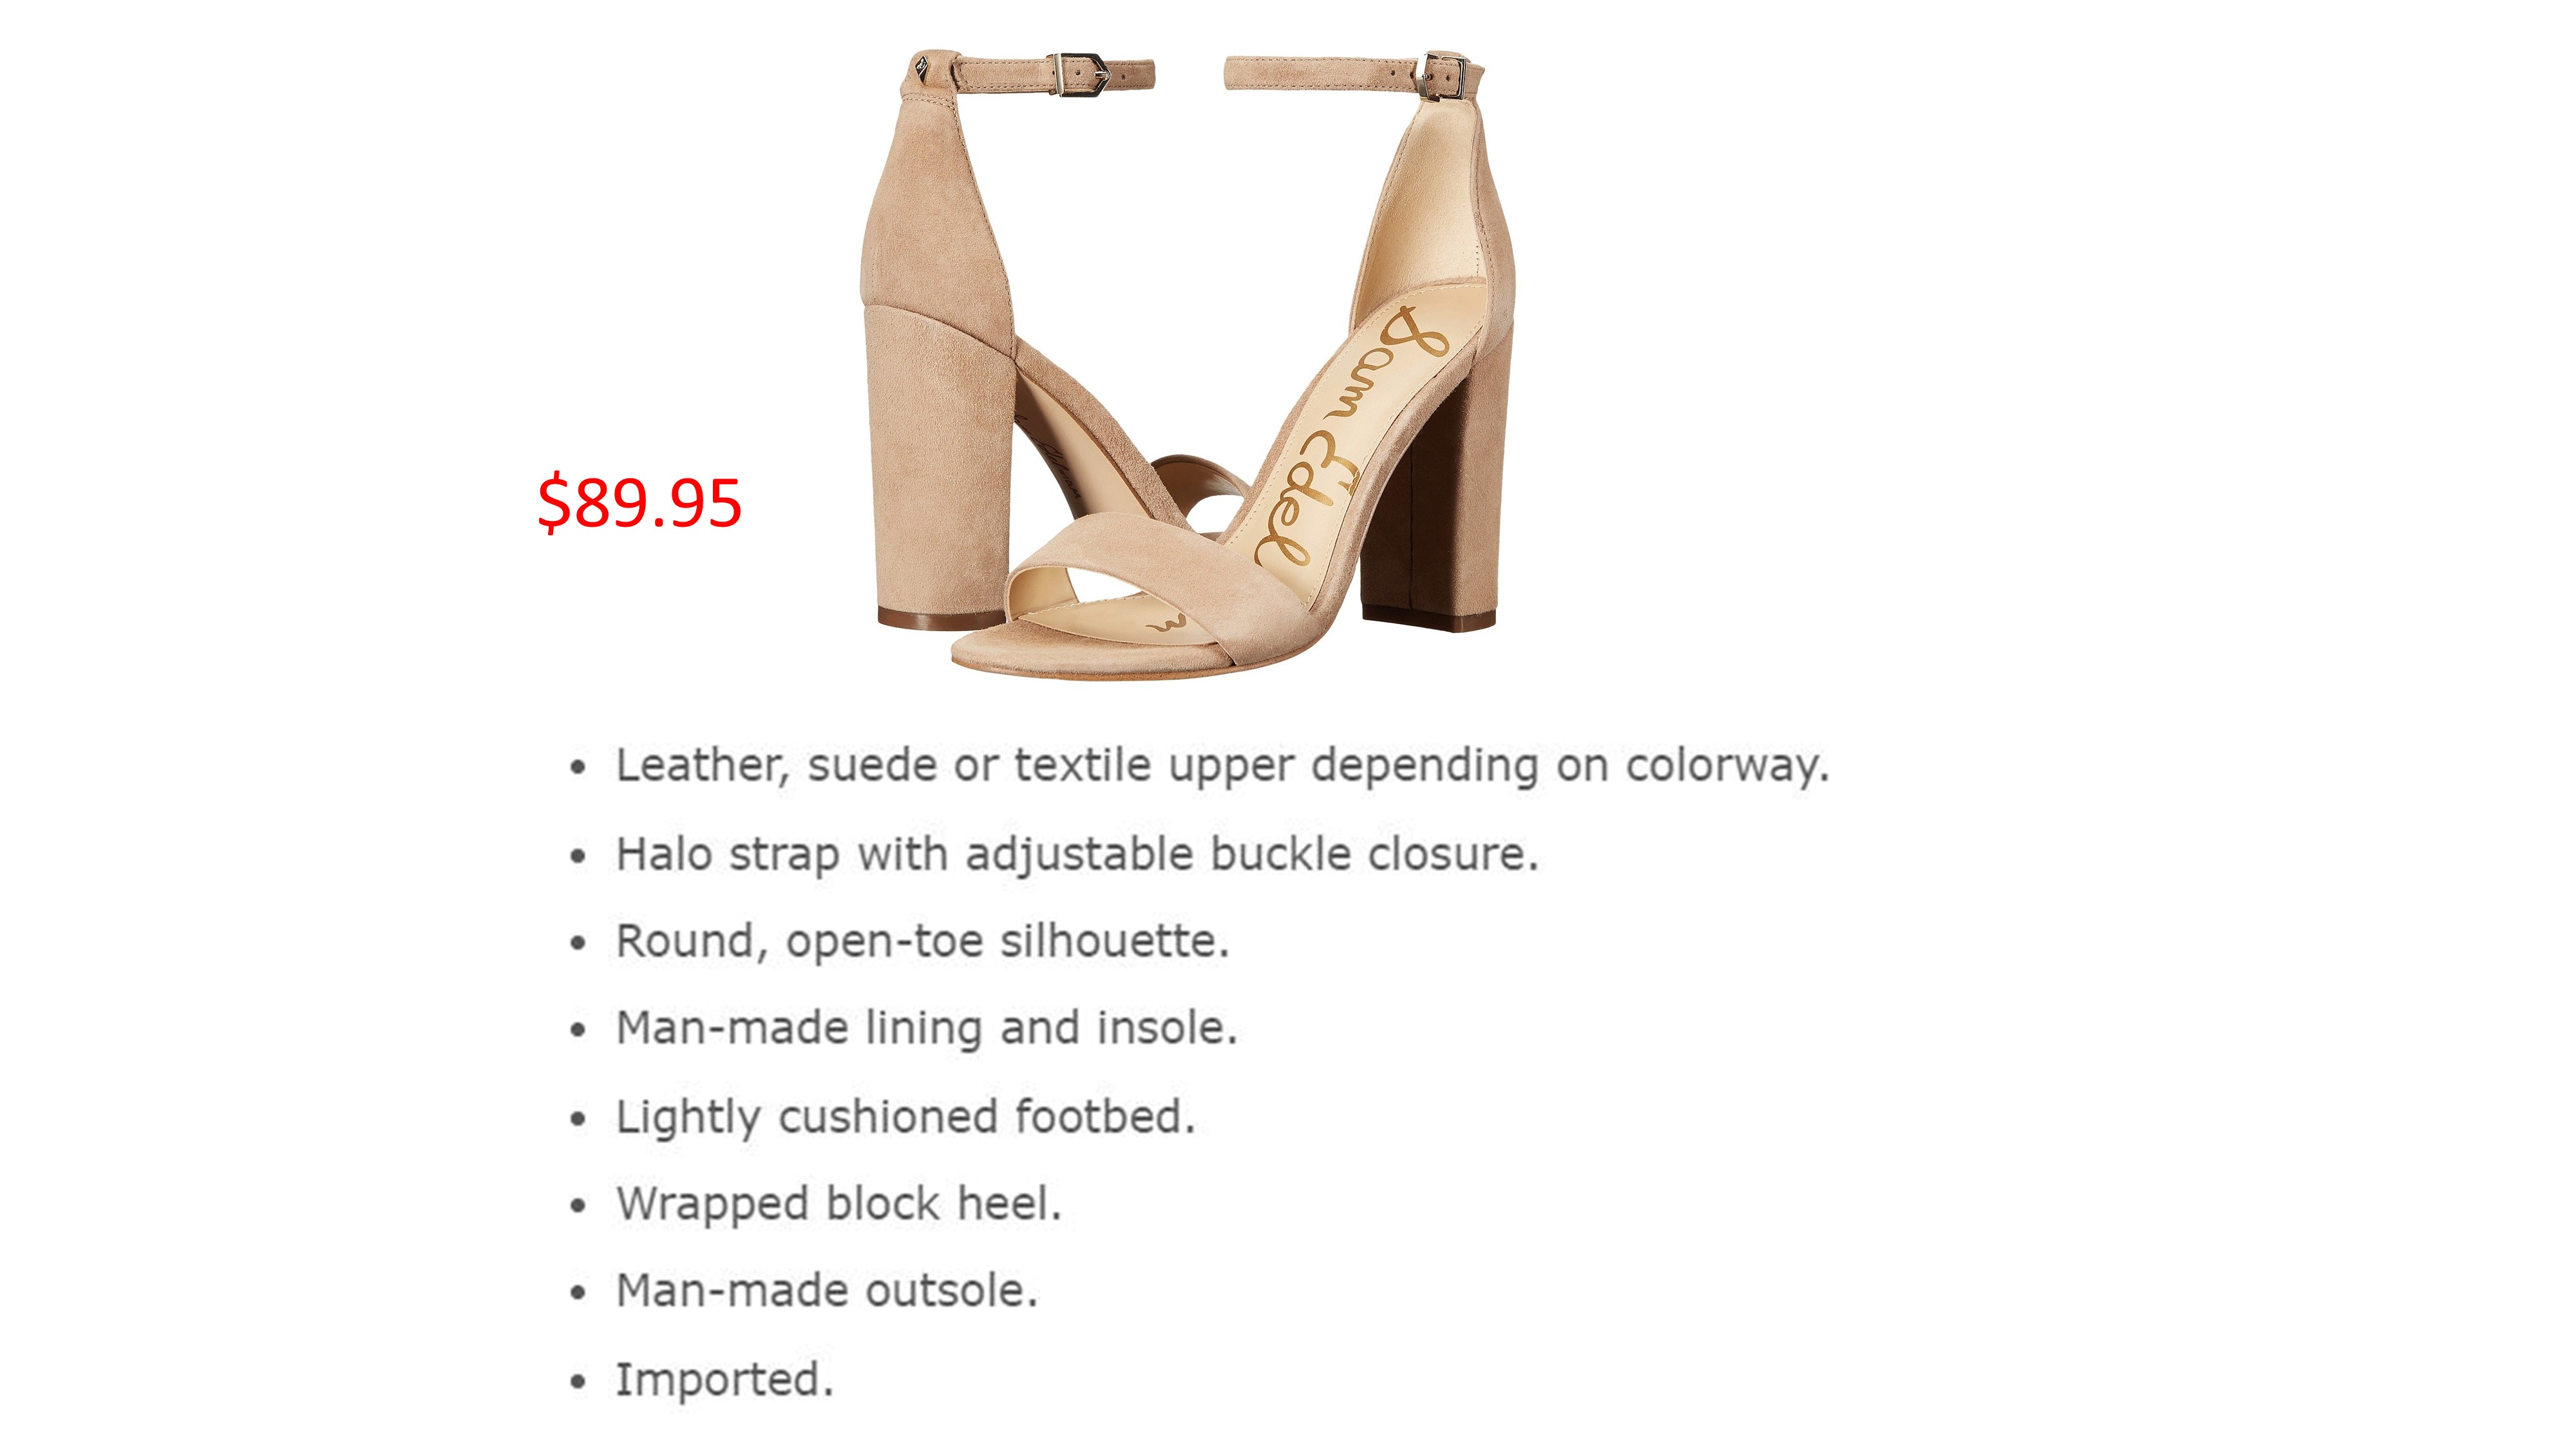 Sam Edel
$89.95
• Leather, suede or textile upper depending on colorway.
• Halo strap with adjustable buckle closure.
• Round, open-toe silhouette.
• Man-made lining and insole.
• Lightly cushioned footbed.
• Wrapped block heel.
• Man-made outsole.
• Imported.